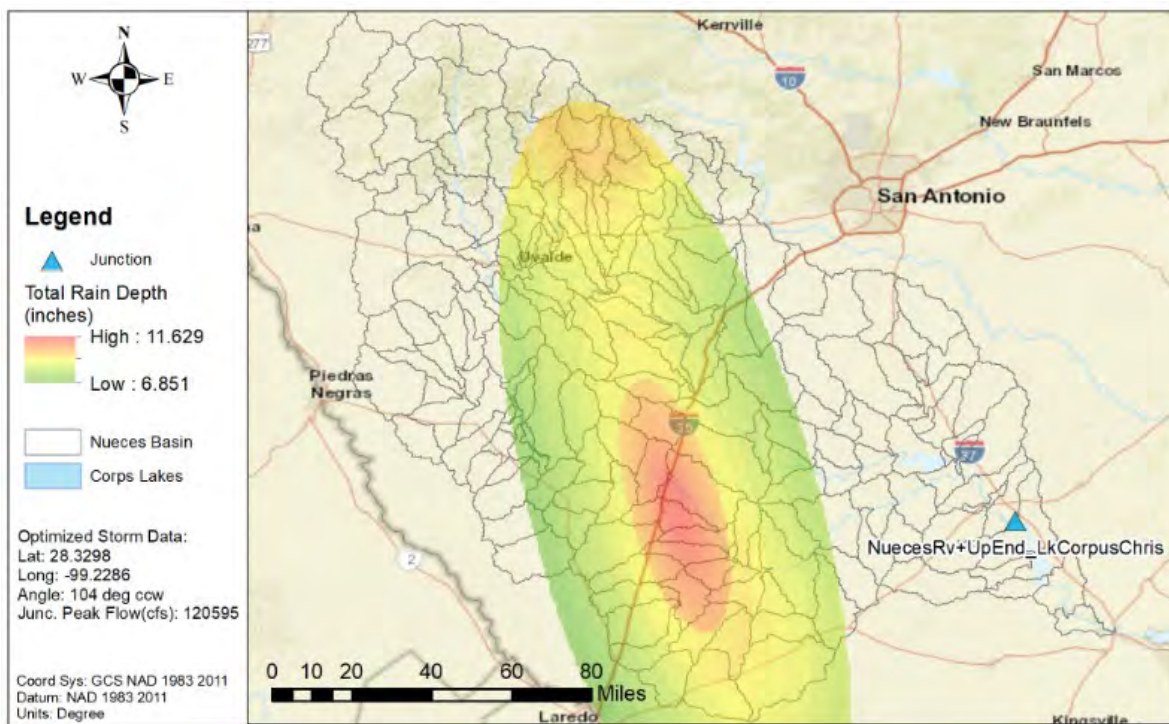 N
W E
S
Legend
Junction
Total Rain Depth
(inches)
High : 11.629
Low : 6.851
Nueces Basin
Corps Lakes
Optimized Storm Data:
Lat: 28.3298
Long: -99.2286
Angle: 104 deg ccw
Junc. Peak Flow(cfs): 120595
Coord Sys: GCS NAD 1983 2011
Datum: NAD 1983 2011
Units: Degree
277
Kerrville
10
San Marcos
New Braunfels
San Antonio
Uvalde
Piedras
Negras
35
37
NuecesRv+UpEnd_LkCorpusChris
2
0 10 20 40 60 80
Miles
Laredo
Kingsville